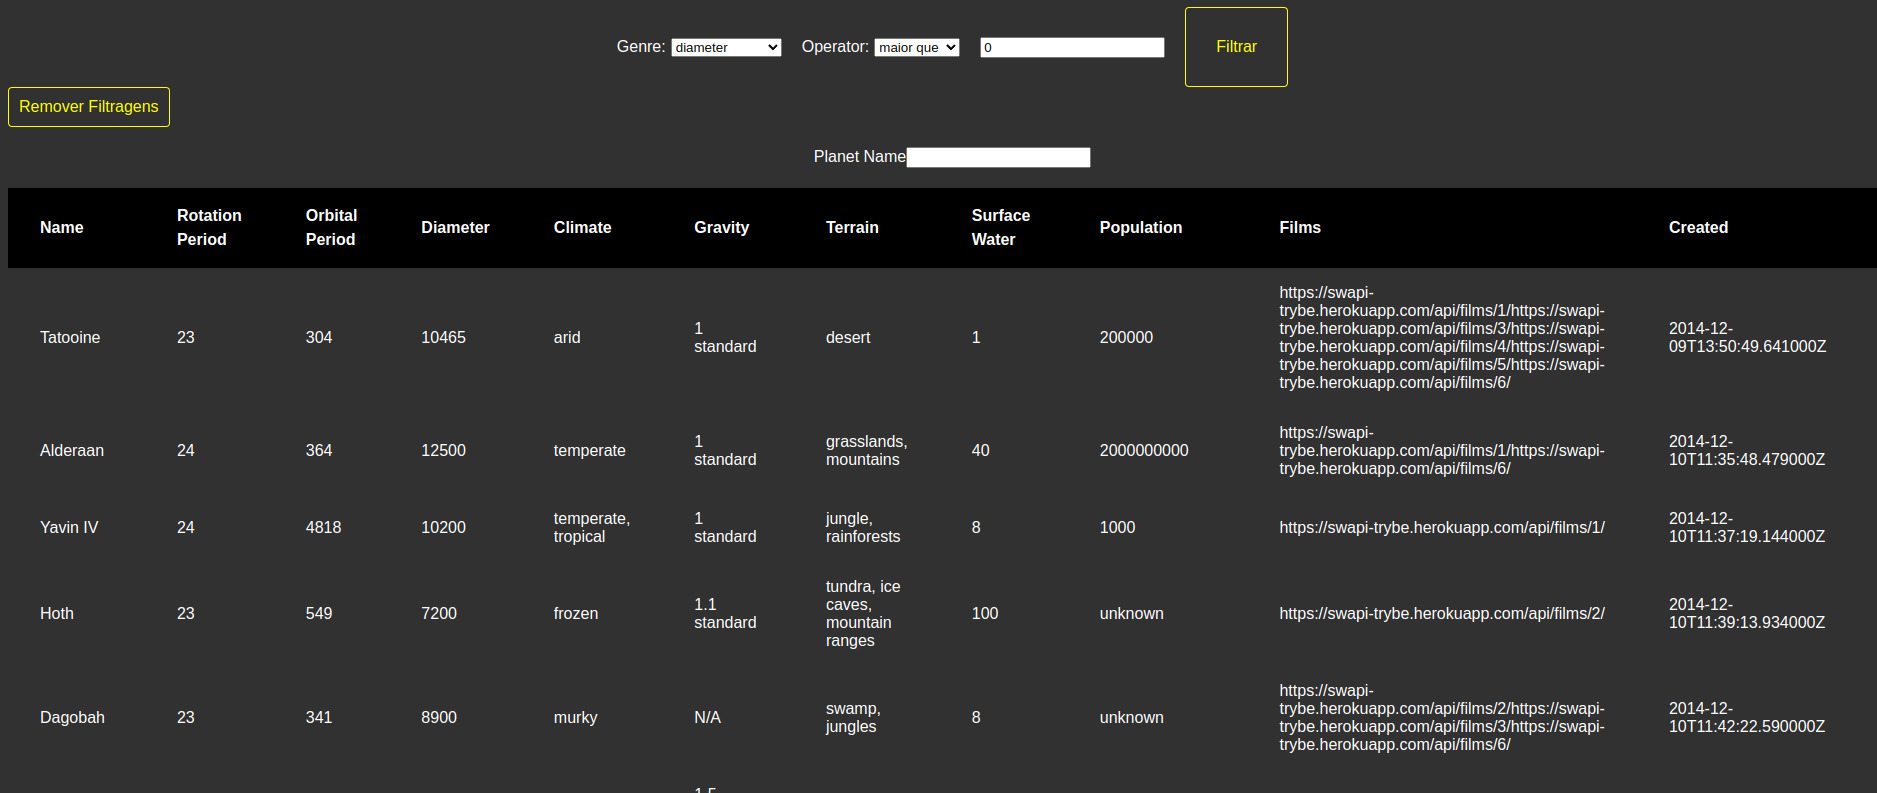 Genre: diameter Operator: maior que 0 Filtrar
Remover Filtragens
Planet Name
Name Rotation Period Orbital Period Diameter Climate Gravity Terrain Surface Water Population Films Created
Tatooine 23 304 10465 arid 1 standard desert 1 200000 https://swapi-trybe.herokuapp.com/api/films/1/https://swapi-trybe.herokuapp.com/api/films/3/https://swapi-trybe.herokuapp.com/api/films/4/https://swapi-trybe.herokuapp.com/api/films/5/https://swapi-trybe.herokuapp.com/api/films/6/ 2014-12-09T13:50:49.641000Z
Alderaan 24 364 12500 temperate 1 standard grasslands, mountains 40 2000000000 https://swapi-trybe.herokuapp.com/api/films/1/https://swapi-trybe.herokuapp.com/api/films/6/ 2014-12-10T11:35:48.479000Z
Yavin IV 24 4818 10200 temperate, tropical 1 standard jungle, rainforests 8 1000 https://swapi-trybe.herokuapp.com/api/films/1/ 2014-12-10T11:37:19.144000Z
Hoth 23 549 7200 frozen 1.1 standard tundra, ice caves, mountain ranges 100 unknown https://swapi-trybe.herokuapp.com/api/films/2/ 2014-12-10T11:39:13.934000Z
Dagobah 23 341 8900 murky N/A swamp, jungles 8 unknown https://swapi-trybe.herokuapp.com/api/films/2/https://swapi-trybe.herokuapp.com/api/films/3/https://swapi-trybe.herokuapp.com/api/films/6/ 2014-12-10T11:42:22.590000Z